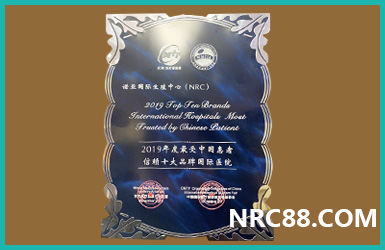 诺亚国际生殖中心（NRC）
2019 Top Ten Brands
International Hospitals Most
Trusted by Chinese Patient
2019年度最受中国患者
信赖十大品牌国际医院
NRC88.COM